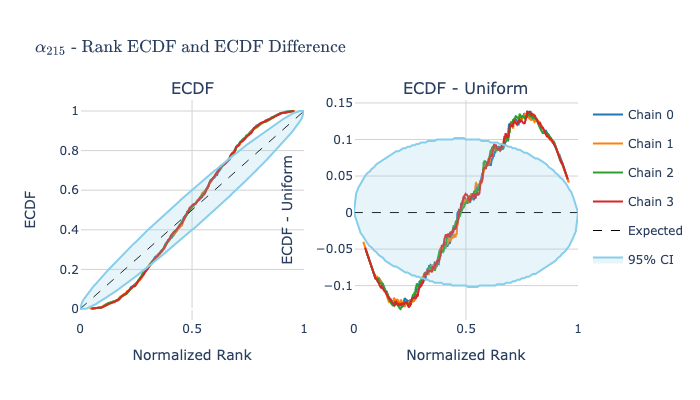 α₂₁₅ - Rank ECDF and ECDF Difference
ECDF
ECDF
1
0.8
0.6
0.4
0.2
0
0
0.5
1
Normalized Rank
ECDF - Uniform
ECDF - Uniform
0.15
0.1
0.05
0
−0.05
−0.1
0
0.5
1
Normalized Rank
Chain 0
Chain 1
Chain 2
Chain 3
Expected
95% CI